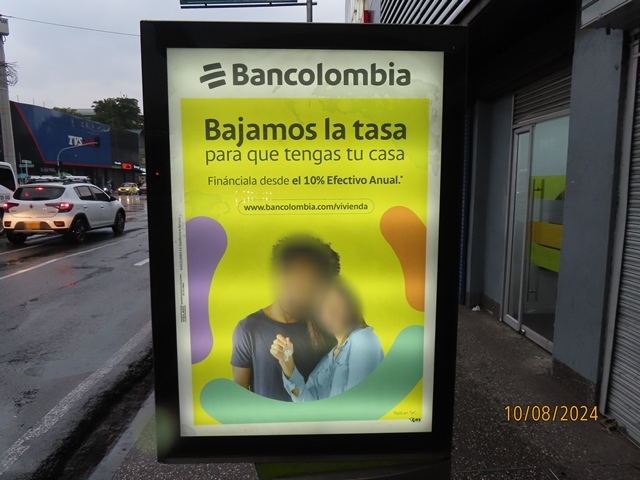 Bancolombia
Bajamos la tasa
para que tengas tu casa
Fináncíala desde el 10% Efectivo Anual.*
www.bancolombia.com/vivienda
TVS
10/08/2024